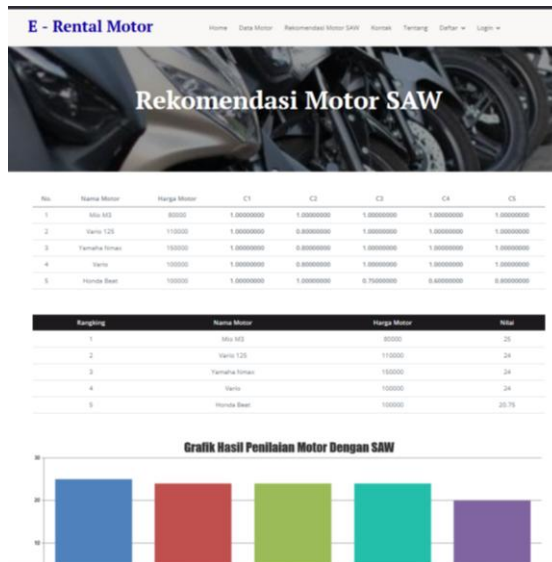 E - Rental Motor
Home Data Motor Rekomendasi Motor SAW Kontak Tentang Daftar Login
Rekomendasi Motor SAW
No. Nama Motor Harga Motor C1 C2 C3 C4 C5
1 Mio M3 80000 1.00000000 1.00000000 1.00000000 1.00000000 1.00000000
2 Vario 125 110000 1.00000000 0.80000000 1.00000000 1.00000000 1.00000000
3 Yamaha Nmax 150000 1.00000000 0.80000000 1.00000000 1.00000000 1.00000000
4 Vario 100000 1.00000000 0.80000000 1.00000000 1.00000000 1.00000000
5 Honda Beat 100000 1.00000000 1.00000000 0.75000000 0.60000000 0.80000000
Rangking Nama Motor Harga Motor Nilai
1 Mio M3 80000 25
2 Vario 125 110000 24
3 Yamaha Nmax 150000 24
4 Vario 100000 24
5 Honda Beat 100000 20.75
Grafik Hasil Penilaian Motor Dengan SAW
30
20
10